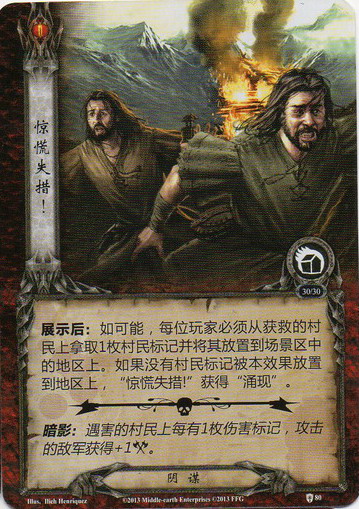 惊慌失措！
30/30
展示后：如可能，每位玩家必须从获救的村
民上拿取1枚村民标记并将其放置到场景区中
的地区上。如果没有村民标记被本效果放置
到地区上，“惊慌失措!”获得“涌现”。
暗影：遇害的村民上每有1枚伤害标记，攻击
的敌军获得+1。
阴谋
Illus. Ilich Henriquez
©2013 Middle-earth Enterprises ©2013 FFG
80